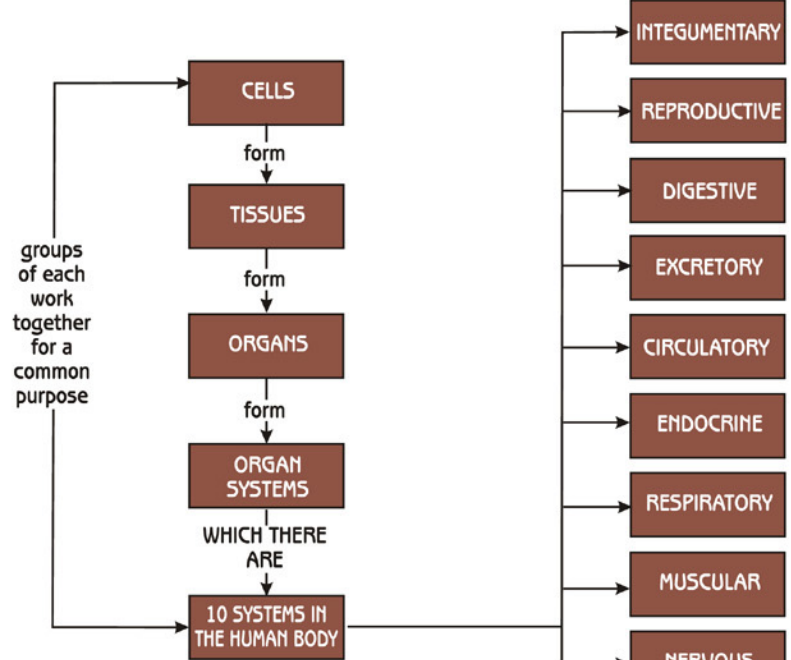 CELLS
form
TISSUES
form
ORGANS
form
ORGAN
SYSTEMS
WHICH THERE
ARE
10 SYSTEMS IN
THE HUMAN BODY
groups
of each
work
together
for a
common
purpose
INTEGUMENTARY
REPRODUCTIVE
DIGESTIVE
EXCRETORY
CIRCULATORY
ENDOCRINE
RESPIRATORY
MUSCULAR
NERVOUS